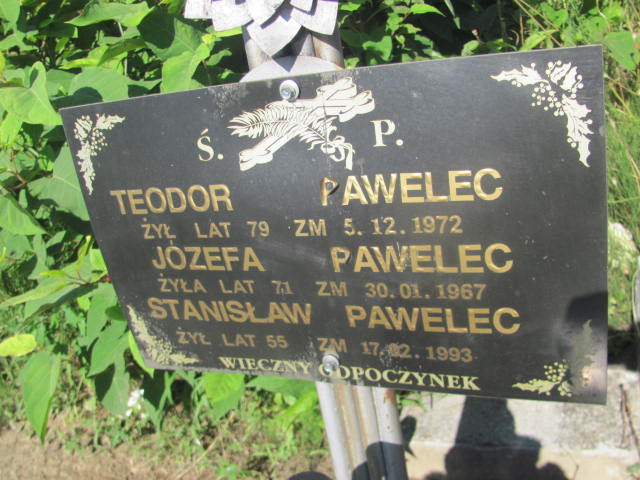 Ś. P.
TEODOR PAWELEC
ŻYŁ LAT 79 ZM 5.12.1972
JÓZEFA PAWELEC
ŻYŁA LAT 71 ZM 30.01.1967
STANISŁAW PAWELEC
ŻYŁ LAT 55 ZM 17.02.1993
WIECZNY ODPOCZYNEK